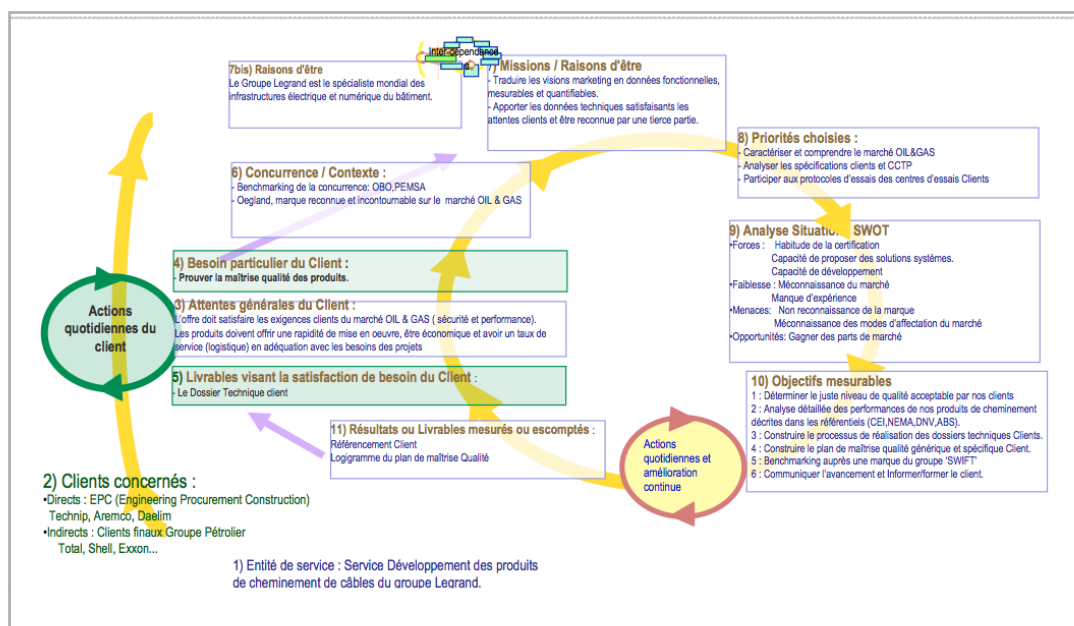 Inter-dépendance
7bis) Raisons d'être
Le Groupe Legrand est le spécialiste mondial des
infrastructures électrique et numérique du bâtiment.
7) Missions / Raisons d'être
- Traduire les visions marketing en données fonctionnelles,
mesurables et quantifiables.
- Apporter les données techniques satisfaisant les
attentes clients et être reconnue par une tierce partie.
8) Priorités choisies :
- Caractériser et comprendre le marché OIL&GAS
- Analyser les spécifications clients et CCTP
- Participer aux protocoles d'essai des centres d'essais Clients
6) Concurrence / Contexte :
- Benchmarking de la concurrence: OBO,PEMSA
- Oegland, marque reconnue et incontournable sur le marché OIL & GAS
9) Analyse Situation SWOT
•Forces : Habitude de la certification
Capacité de proposer des solutions systèmes.
Capacité de développement
•Faiblesse : Méconnaissance du marché
Manque d'expérience
•Menaces: Non reconnaissance de la marque
Méconnaissance des modes d'affectation du marché
•Opportunités: Gagner des parts de marché
4) Besoin particulier du Client :
- Prouver la maîtrise qualité des produits.
Actions
quotidiennes du
client
3) Attentes générales du Client :
L'offre doit satisfaire les exigences clients du marché OIL & GAS ( sécurité et performance).
Les produits doivent offrir une rapidité de mise en oeuvre, être économique et avoir un taux de
service (logistique) en adéquation avec les besoins des projets
5) Livrables visant la satisfaction de besoin du Client :
- Le Dossier Technique client
10) Objectifs mesurables
1 : Déterminer le juste niveau de qualité acceptable par nos clients
2 : Analyse détaillée des performances de nos produits de cheminement
décrites dans les référentiels (CEI,NEMA,DNV,ABS).
3 : Construire le processus de réalisation des dossiers techniques Clients.
4 : Construire le plan de maîtrise qualité générique et spécifique Client.
5 : Benchmarking auprès une marque du groupe 'SWIFT'
6 : Communiquer l'avancement et Informer/former le client.
11) Résultats ou Livrables mesurés ou escomptés :
Référencement Client
Logigramme du plan de maîtrise Qualité
Actions
quotidiennes et
amélioration
continue
2) Clients concernés :
•Directs : EPC (Engineering Procurement Construction)
Technip, Aremco, Daelim
•Indirects : Clients finaux Groupe Pétrolier
Total, Shell, Exxon...
1) Entité de service : Service Développement des produits
de cheminement de câbles du groupe Legrand.